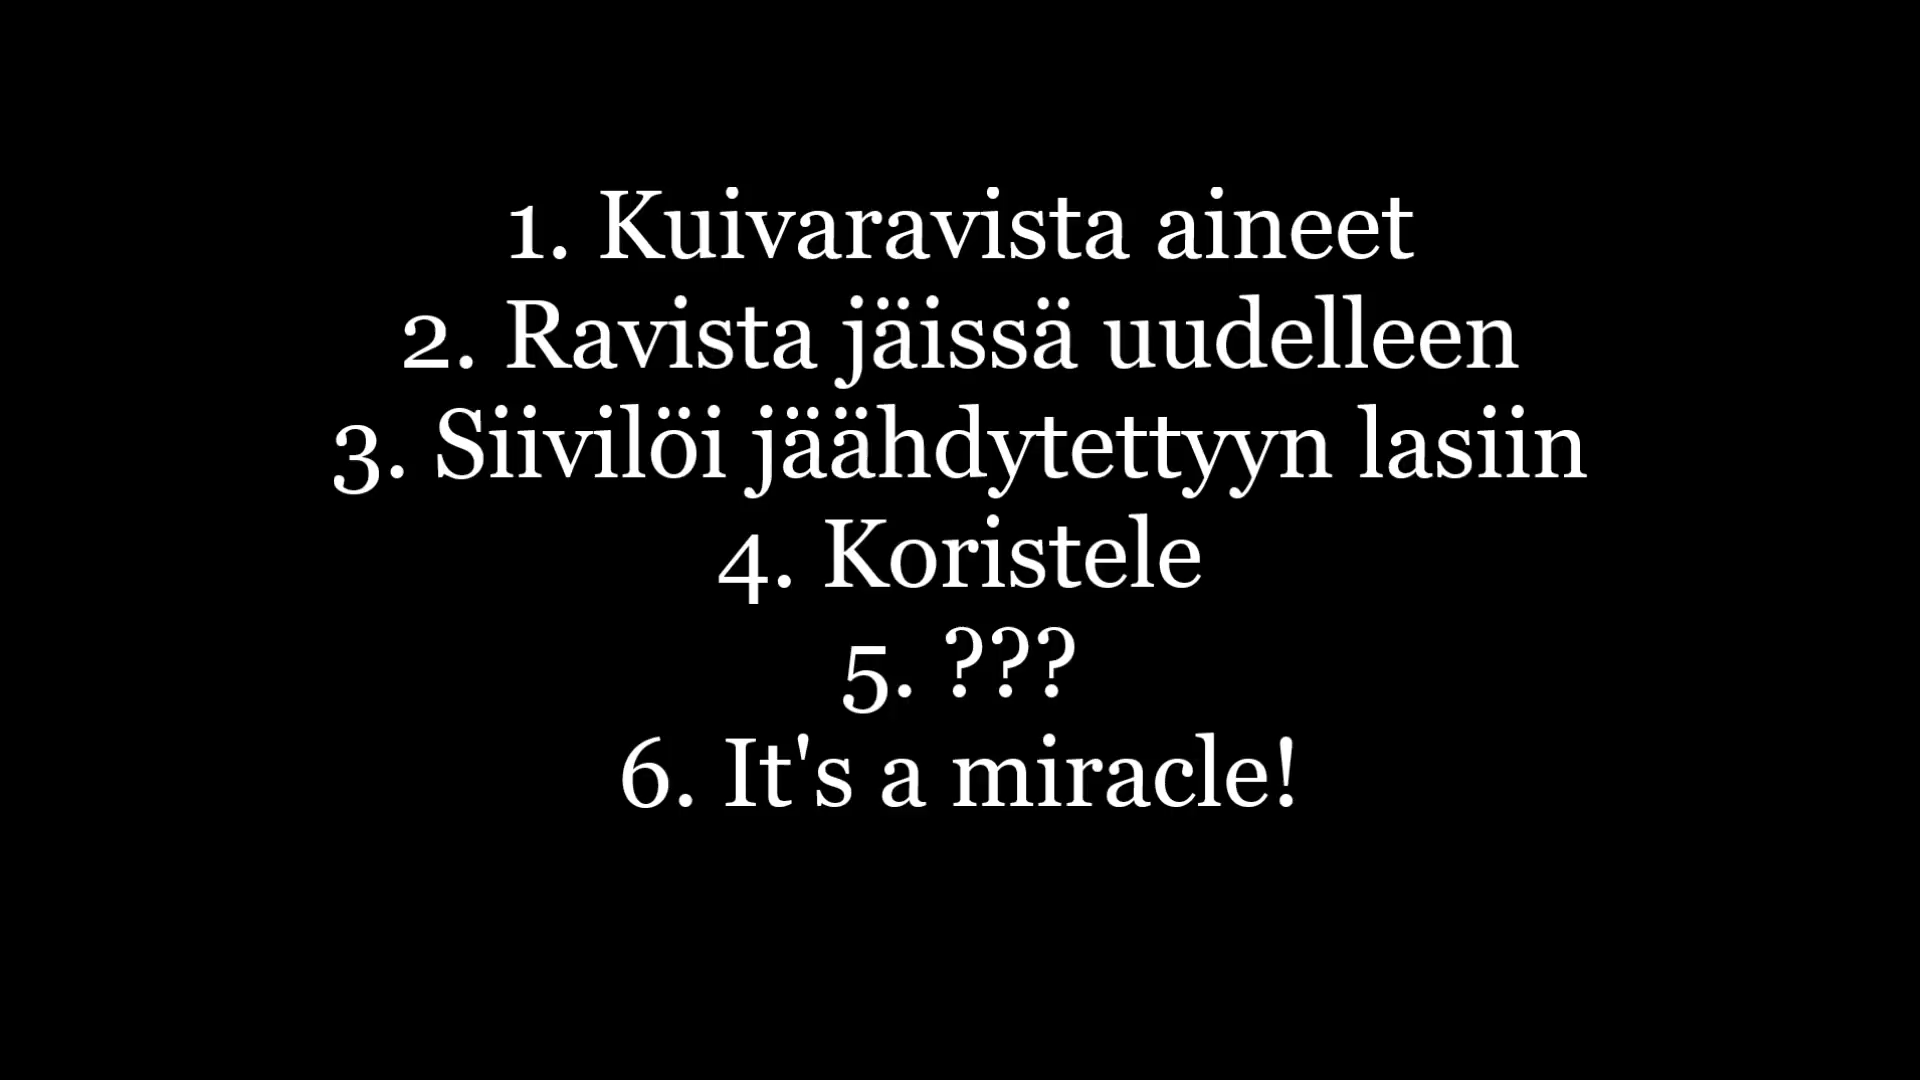 1. Kuivaravista aineet
2. Ravista jäissä uudelleen
3. Siivilöi jäähdytettyyn lasiin
4. Koristele
5. ???
6. It's a miracle!